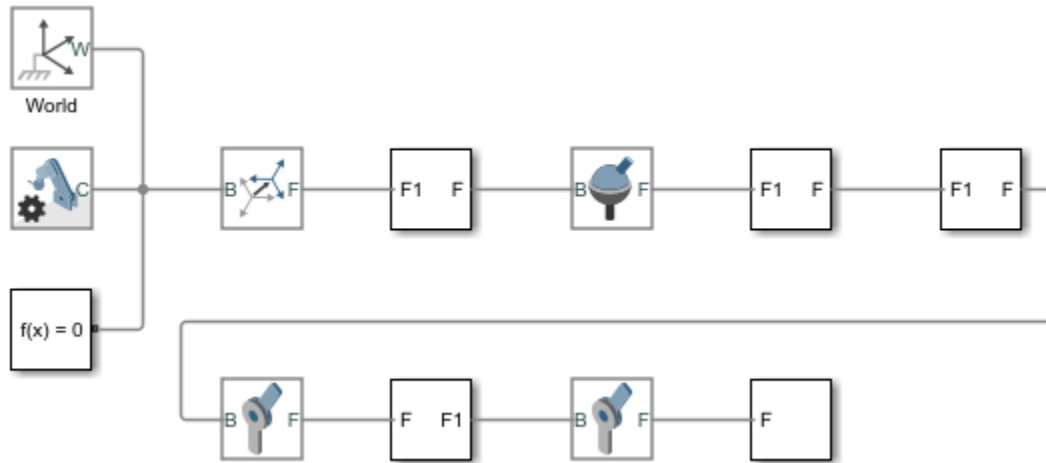 W
World
C
B F F1 F B F F1 F F1 F
f(x) = 0
B F F F1 B F F